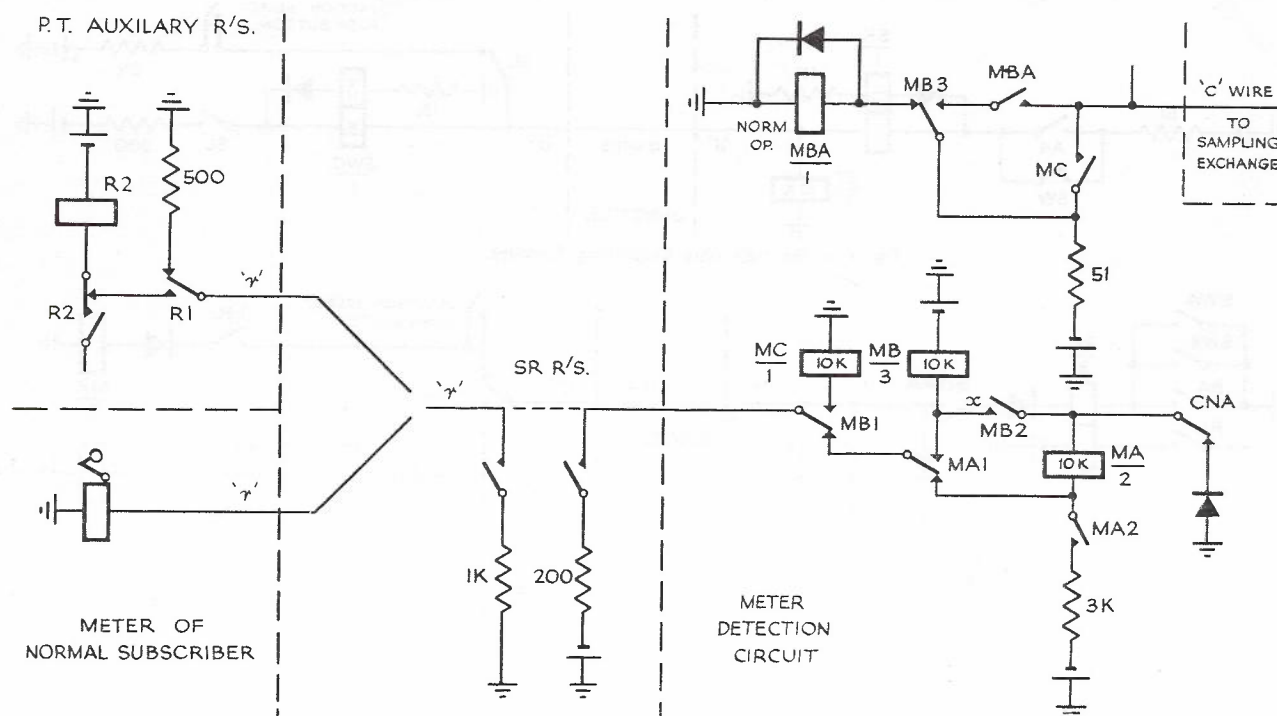 P.T. AUXILARY R'S.
R2
500
R2
R1
'r'
'r'
'r'
METER OF
NORMAL SUBSCRIBER
SR R'S.
1K
200
NORM
OP.
MBA
1
MB3
MBA
MC
'C' WIRE
TO
SAMPLING
EXCHANGE
51
MC
1
10K
MB
3
10K
MB1
MA1
x
MB2
CNA
10K
MA
2
MA2
3K
METER
DETECTION
CIRCUIT